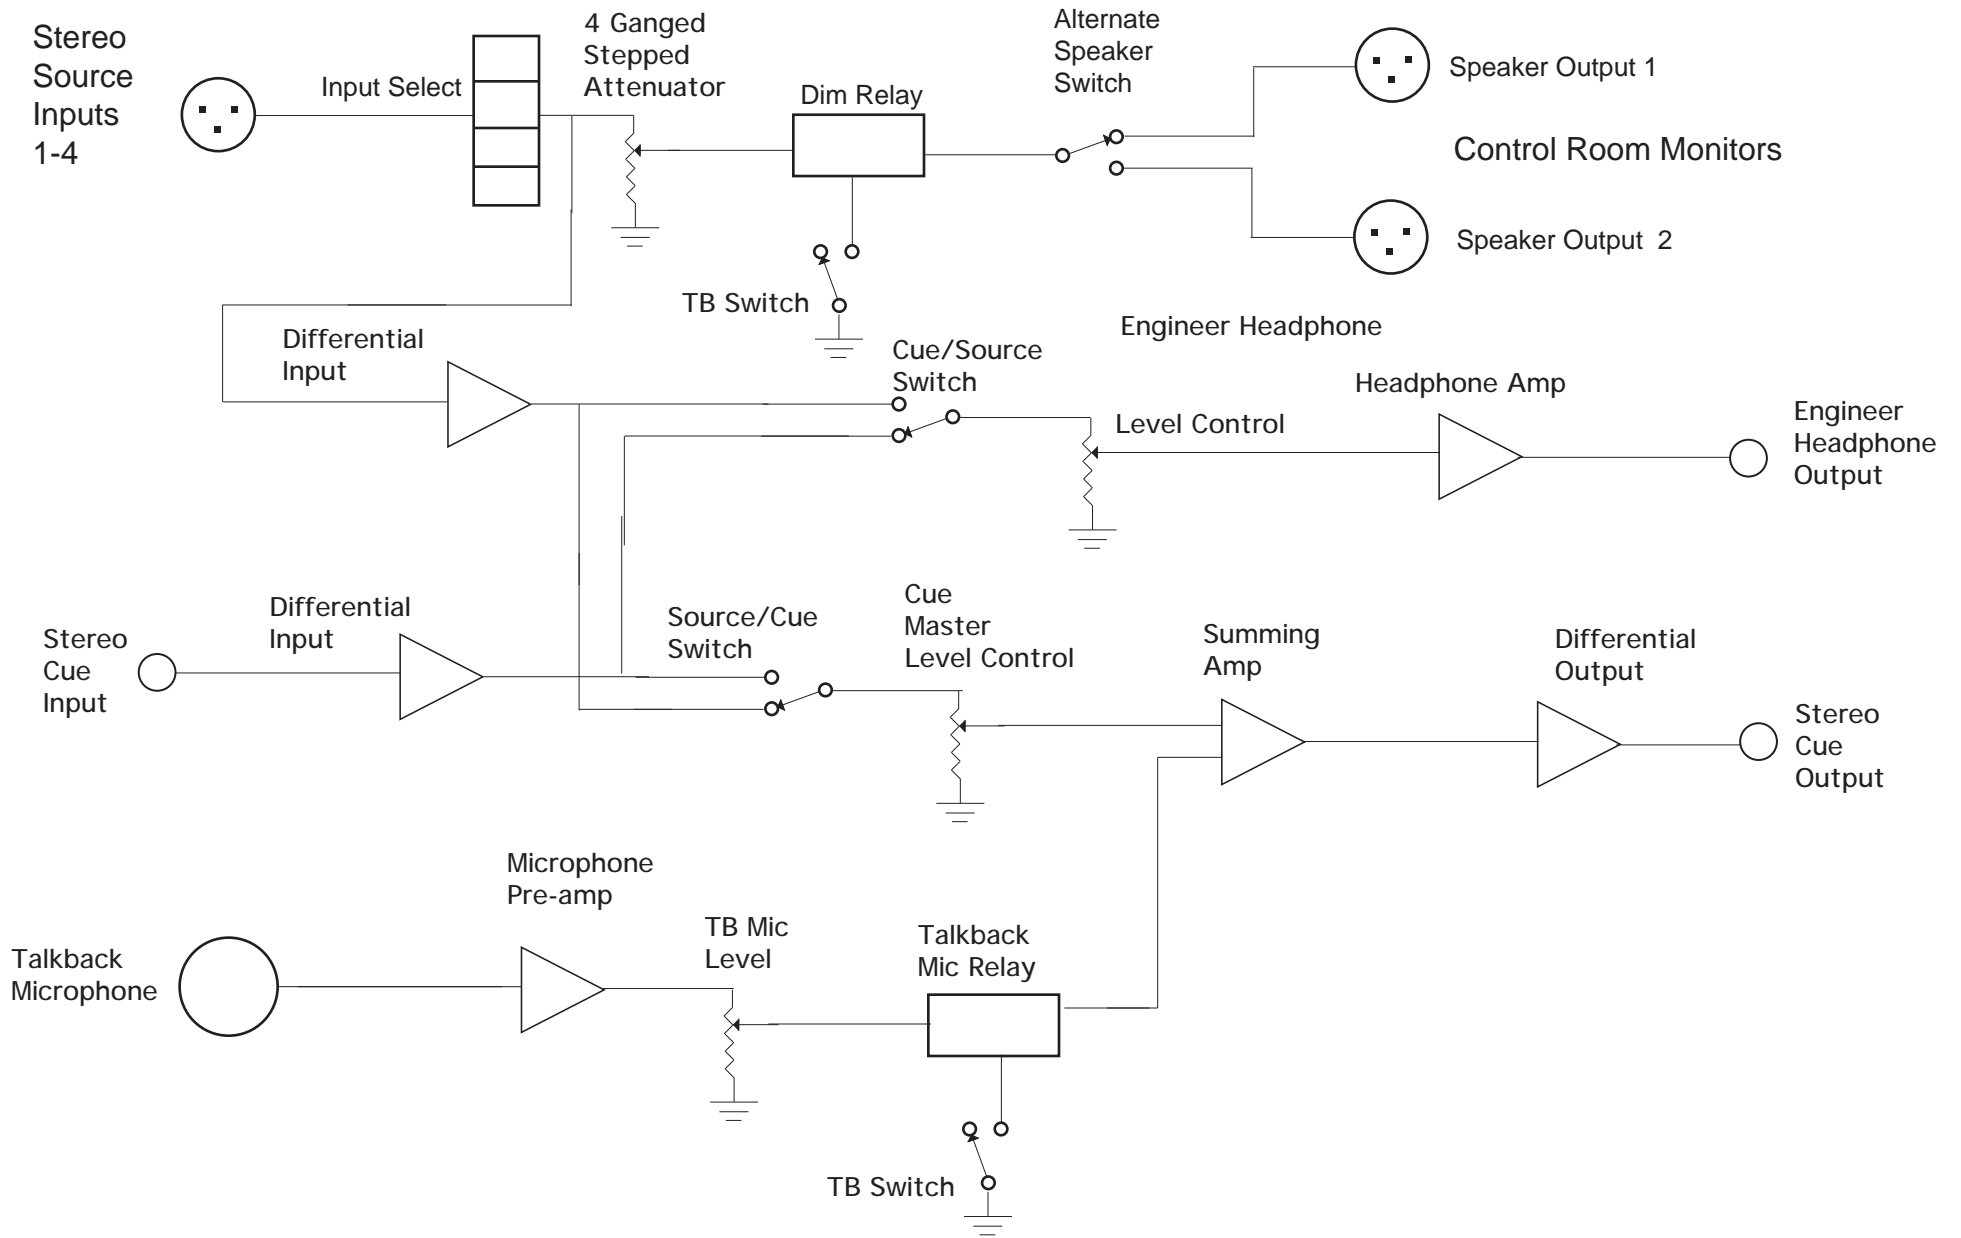 Stereo
Source
Inputs
1-4
Input Select
4 Ganged
Stepped
Attenuator
Dim Relay
Alternate
Speaker
Switch
Speaker Output 1
Control Room Monitors
Speaker Output 2
TB Switch
Differential
Input
Cue/Source
Switch
Engineer Headphone
Level Control
Headphone Amp
Engineer
Headphone
Output
Stereo
Cue
Input
Differential
Input
Source/Cue
Switch
Cue
Master
Level Control
Summing
Amp
Differential
Output
Stereo
Cue
Output
Talkback
Microphone
Microphone
Pre-amp
TB Mic
Level
Talkback
Mic Relay
TB Switch